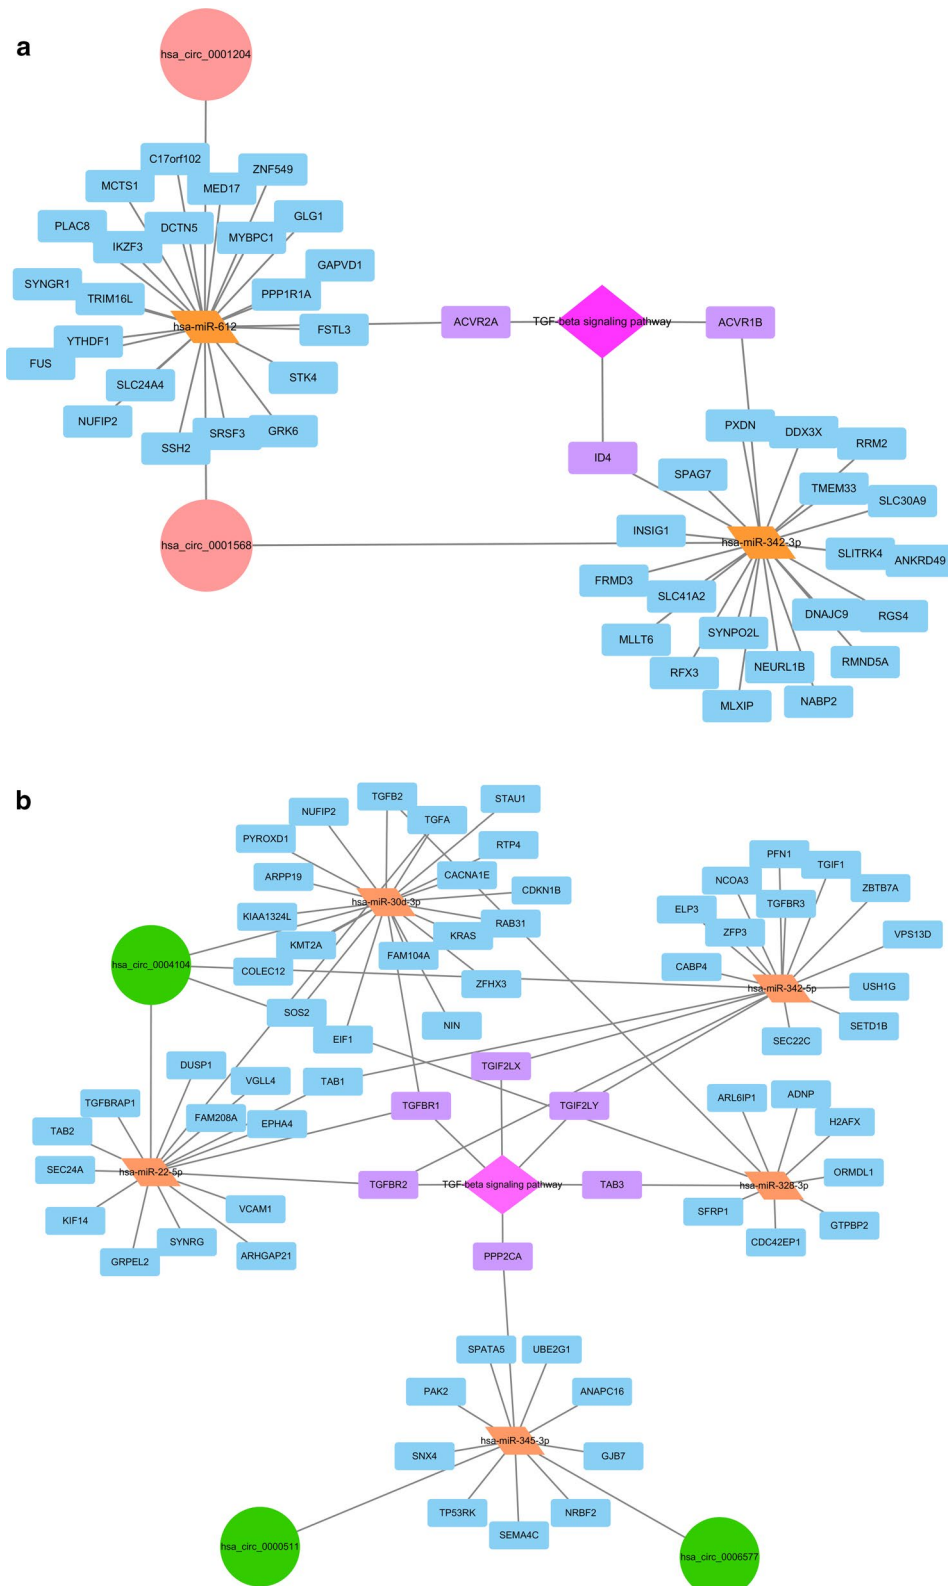 a
hsa_circ_0001204
C17orf102
ZNF549
MCTS1
MED17
GLG1
PLAC8
DCTN5
MYBPC1
IKZF3
GAPVD1
SYNGR1
TRIM16L
PPP1R1A
hsa-miR-612
FSTL3
ACVR2A
TGF-beta signaling pathway
ACVR1B
YTHDF1
FUS
STK4
SLC24A4
NUFIP2
GRK6
SRSF3
SSH2
PXDN
DDX3X
RRM2
ID4
SPAG7
TMEM33
SLC30A9
INSIG1
hsa_circ_0001568
hsa-miR-342-3p
SLITRK4
ANKRD49
FRMD3
SLC41A2
DNAJC9
RGS4
MLLT6
SYNPO2L
RFX3
NEURL1B
RMND5A
MLXIP
NABP2
b
TGFB2
STAU1
NUFIP2
TGFA
PYROXD1
RTP4
ARPP19
CACNA1E
CDKN1B
hsa-miR-30d-3p
KIAA1324L
RAB31
KMT2A
KRAS
FAM104A
hsa_circ_0004104
COLEC12
ZFHX3
SOS2
NIN
EIF1
PFN1
TGIF1
NCOA3
ZBTB7A
ELP3
TGFBR3
ZFP3
VPS13D
CABP4
hsa-miR-342-5p
USH1G
SEC22C
SETD1B
DUSP1
TGIF2LX
VGLL4
TAB1
TGFBRAP1
TGFBR1
TGIF2LY
FAM208A
EPHA4
TAB2
ARL6IP1
ADNP
H2AFX
SEC24A
hsa-miR-22-5p
TGFBR2
TGF-beta signaling pathway
TAB3
hsa-miR-328-3p
ORMDL1
VCAM1
SFRP1
GTPBP2
KIF14
SYNRG
CDC42EP1
GRPEL2
ARHGAP21
PPP2CA
SPATA5
UBE2G1
PAK2
ANAPC16
hsa-miR-345-3p
SNX4
GJB7
TP53RK
NRBF2
SEMA4C
hsa_circ_0000511
hsa_circ_0006577